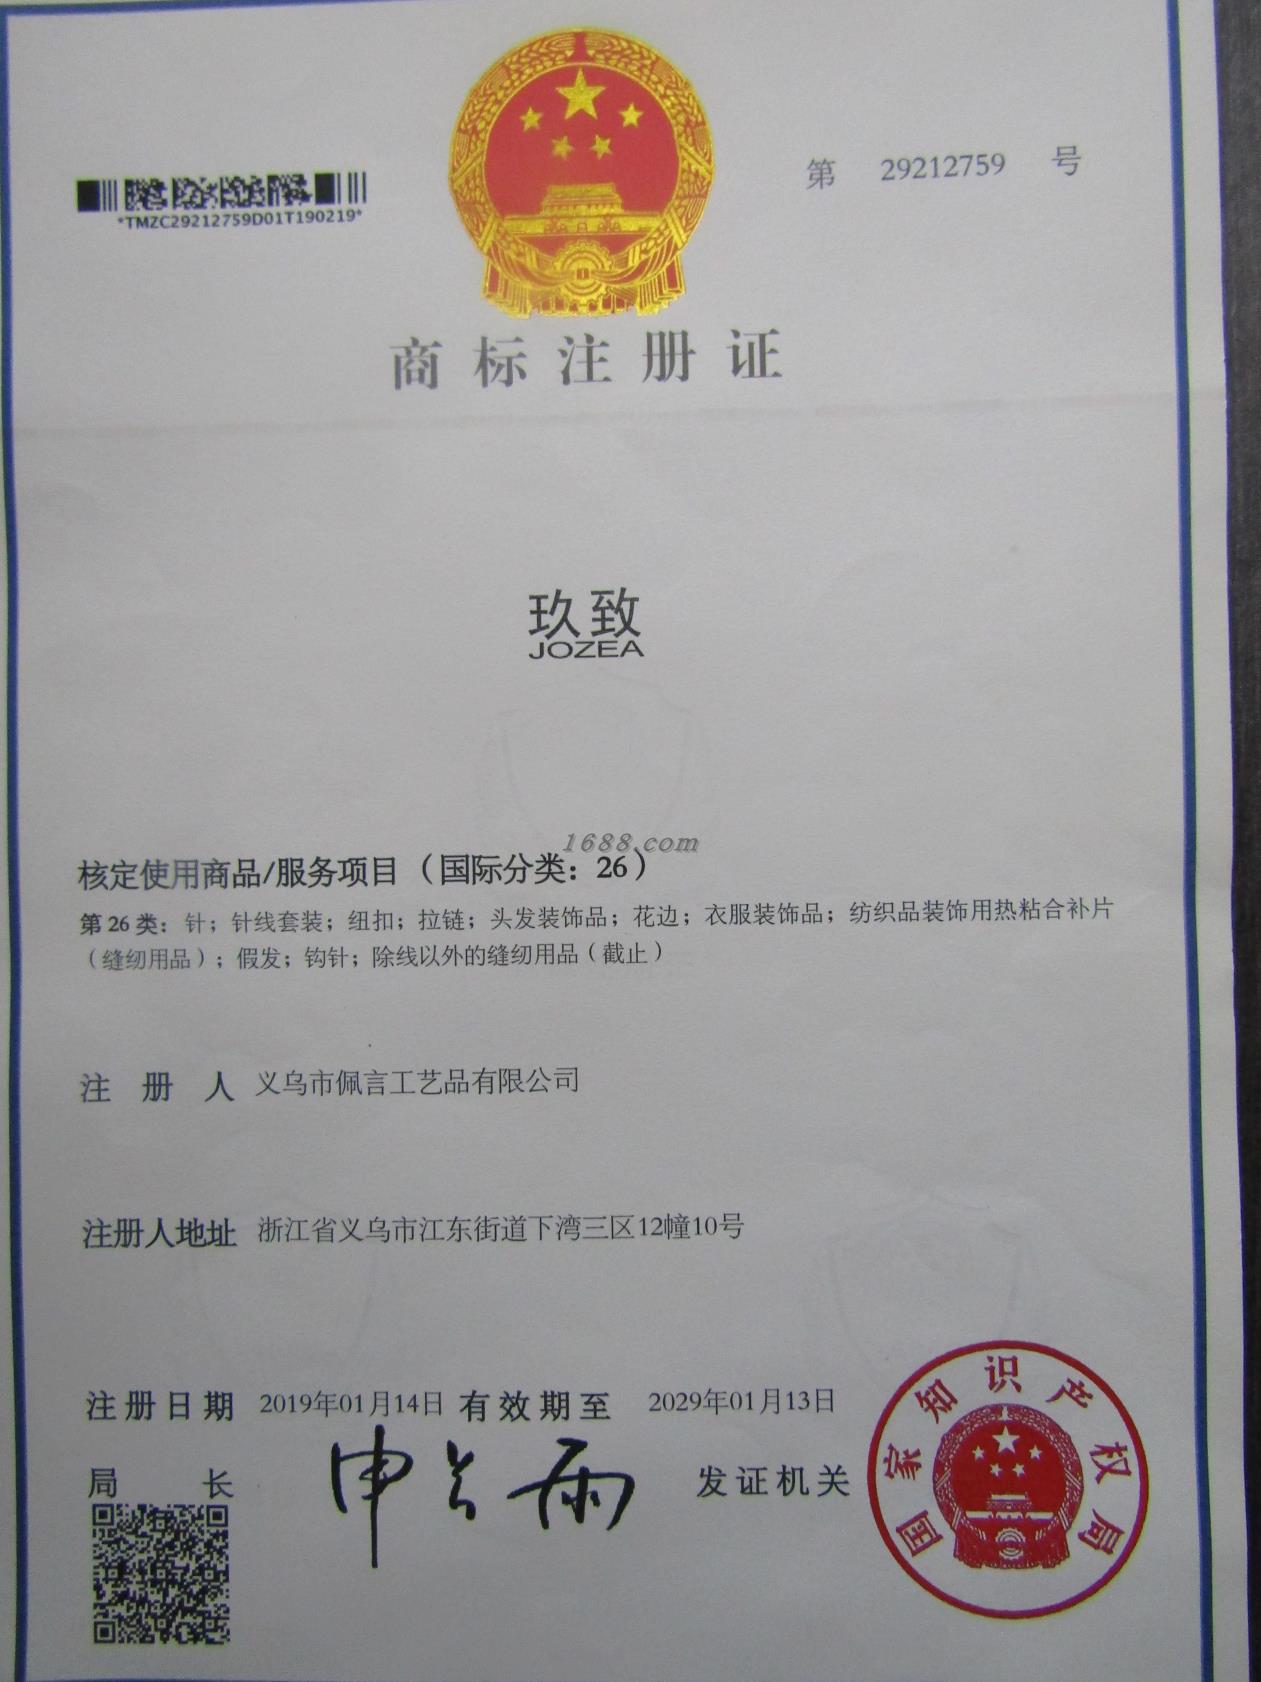 第 29212759 号
*TMZC29212759D01T190219*
商标注册证
玖致
JOZEA
1688.com
核定使用商品/服务项目（国际分类：26）
第26类：针；针线套装；纽扣；拉链；头发装饰品；花边；衣服装饰品；纺织品装饰用热粘合补片
（缝纫用品）；假发；钩针；除线以外的缝纫用品（截止）
注册人 义乌市佩言工艺品有限公司
注册人地址 浙江省义乌市江东街道下湾三区12幢10号
注册日期 2019年01月14日 有效期至 2029年01月13日
局长 申长雨 发证机关
国家知识产权局